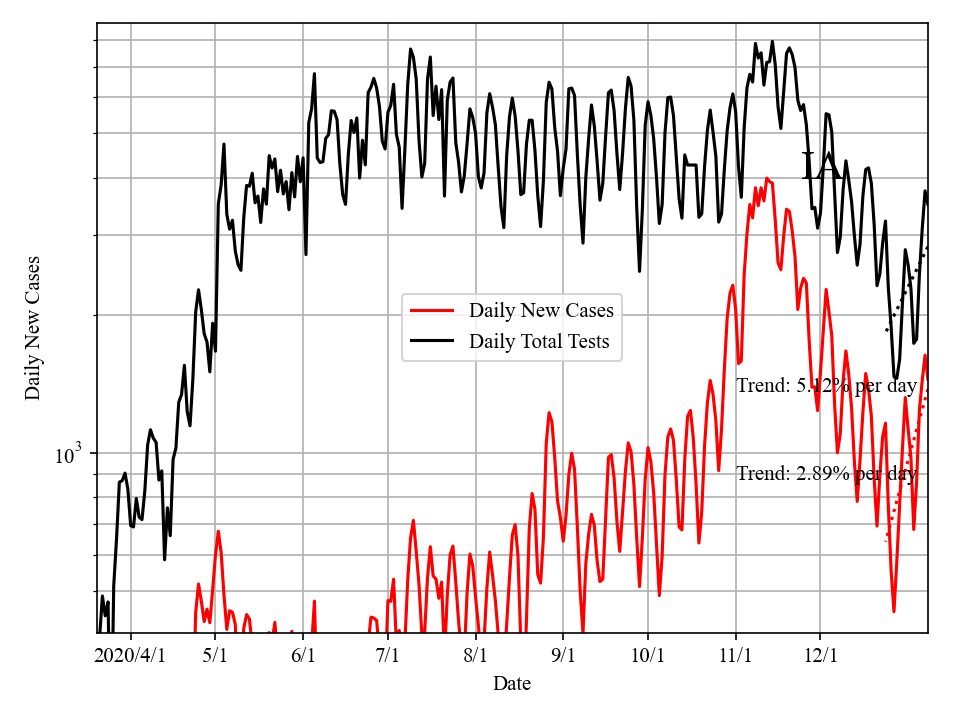 IA
Daily New Cases
Daily Total Tests
Trend: 5.12% per day
Trend: 2.89% per day
Daily New Cases
10³
2020/4/1 5/1 6/1 7/1 8/1 9/1 10/1 11/1 12/1
Date